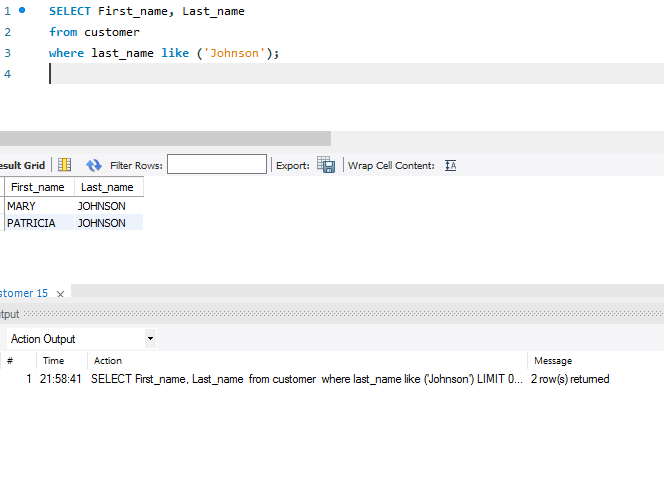 1 SELECT First_name, Last_name
2 from customer
3 where last_name like ('Johnson');
4
esult Grid Filter Rows: Export: Wrap Cell Content:
First_name Last_name
MARY JOHNSON
PATRICIA JOHNSON
stomer 15 ×
utput
Action Output
# Time Action Message
1 21:58:41 SELECT First_name, Last_name from customer where last_name like ('Johnson') LIMIT 0... 2 row(s) returned